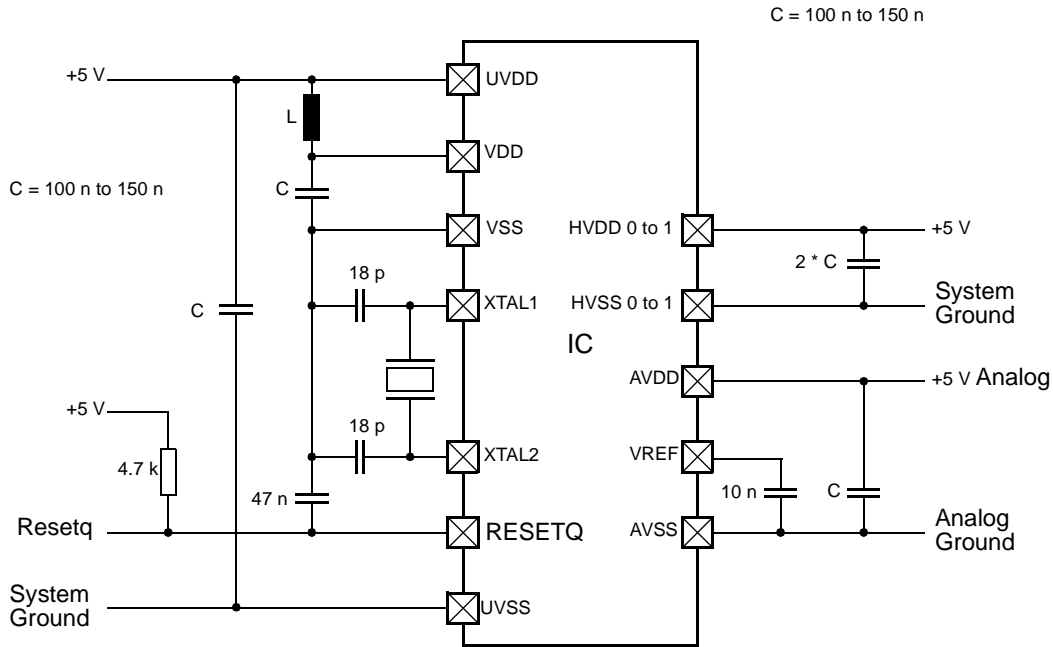 C = 100 n to 150 n
+5 V
UVDD
L
VDD
C = 100 n to 150 n
C
VSS
HVDD 0 to 1
+5 V
18 p
2 * C
C
XTAL1
HVSS 0 to 1
System
Ground
IC
AVDD
+5 V Analog
+5 V
18 p
4.7 k
XTAL2
VREF
47 n
10 n
C
Resetq
RESETQ
AVSS
Analog
Ground
System
Ground
UVSS